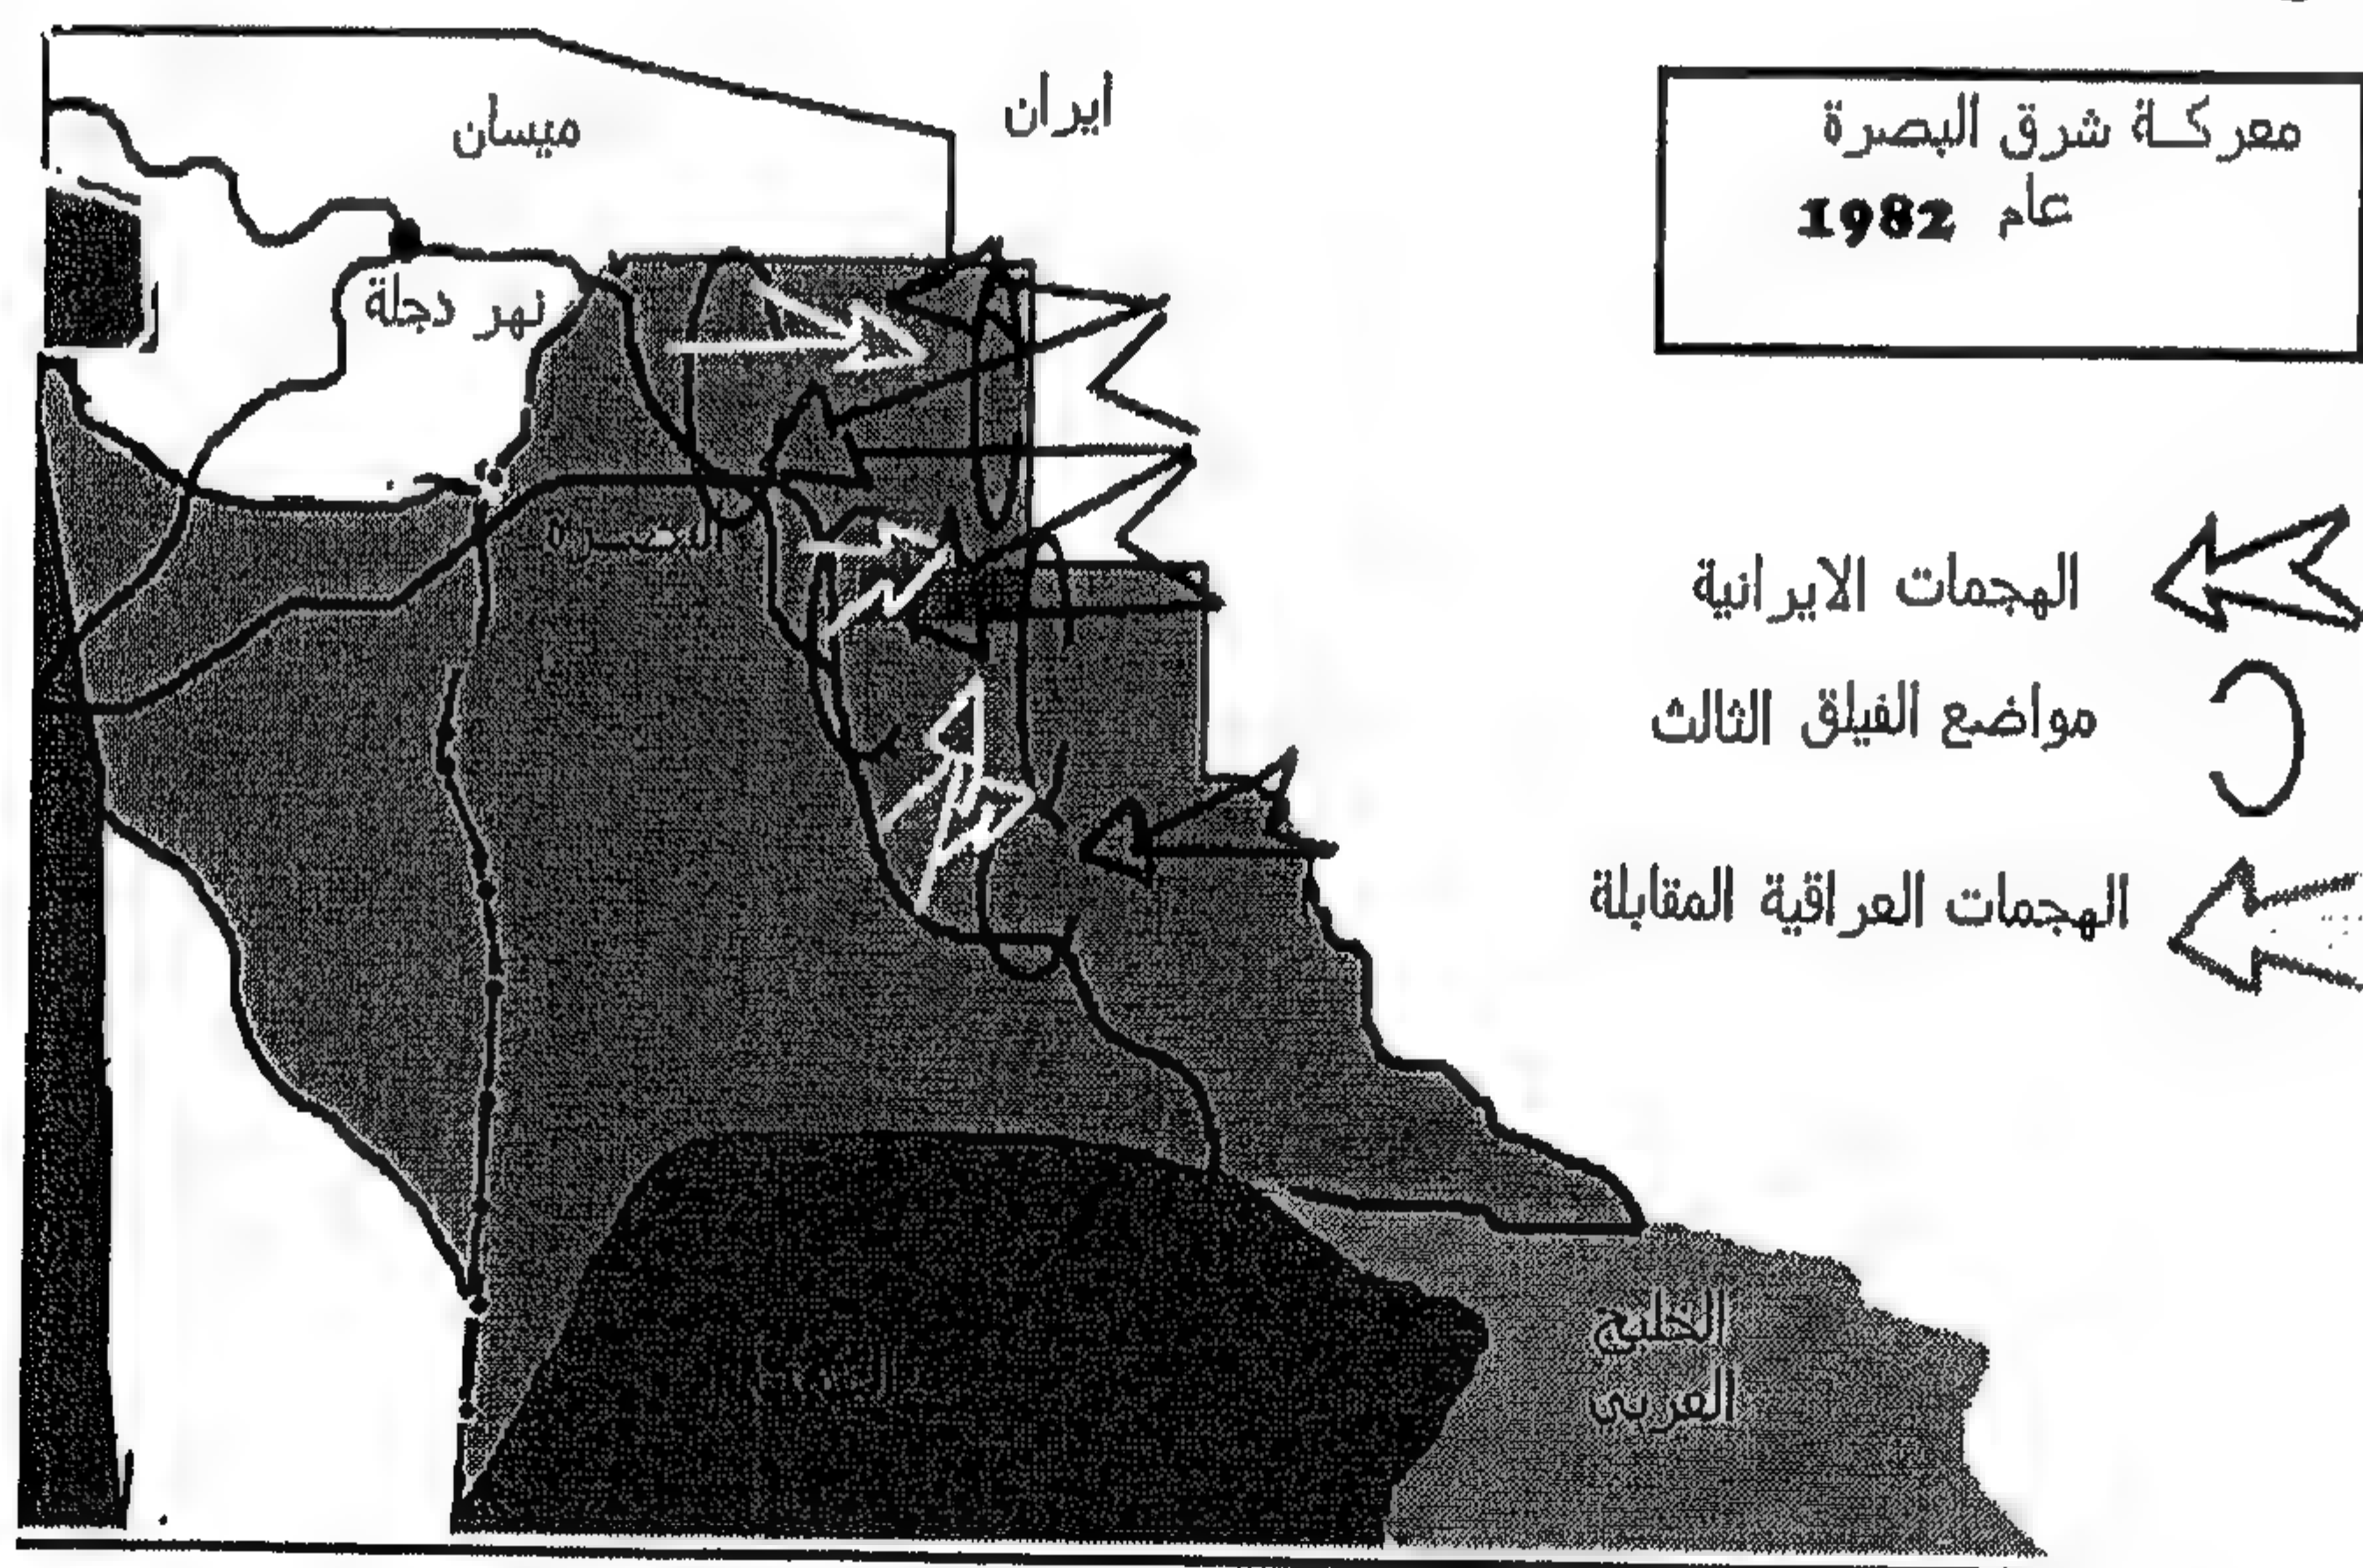 معركة شرق البصرة
عام 1982
ايران
ميسان
نهر دجلة
البصرة
الهجمات الايرانية
مواضع الفيلق الثالث
الهجمات العراقية المقابلة
الخليج
العربي